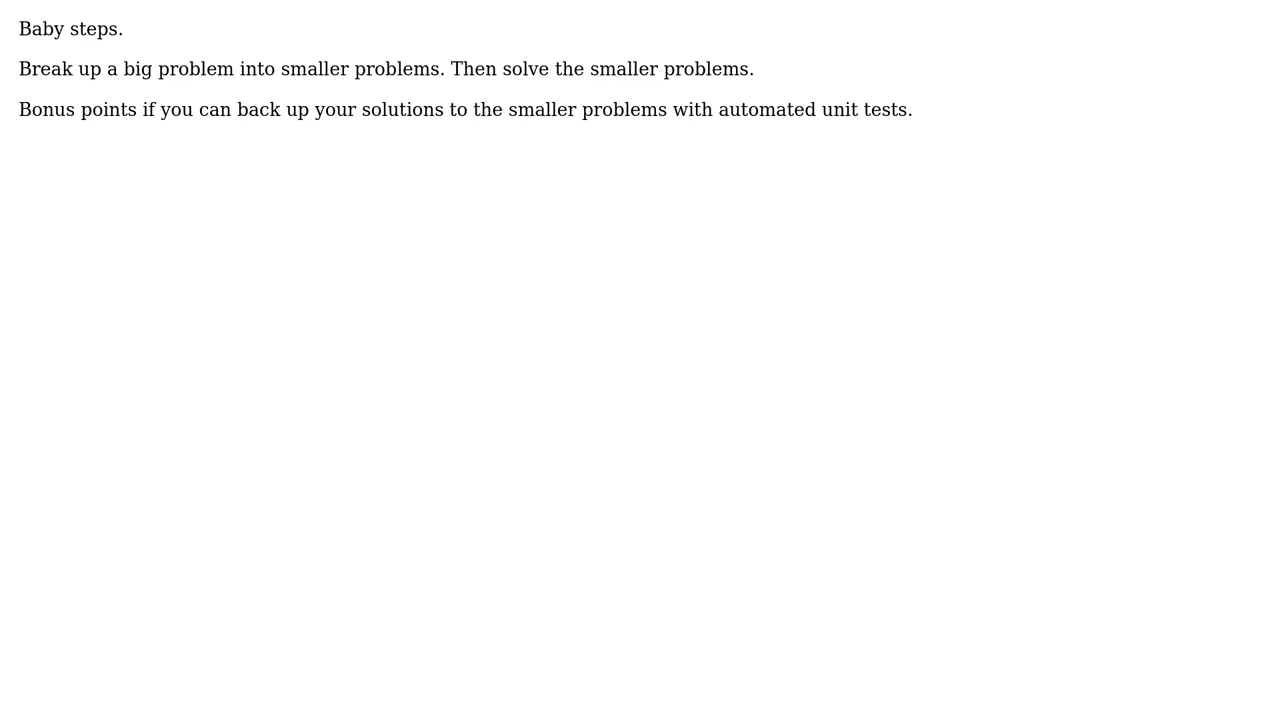 Baby steps.
Break up a big problem into smaller problems. Then solve the smaller problems.
Bonus points if you can back up your solutions to the smaller problems with automated unit tests.